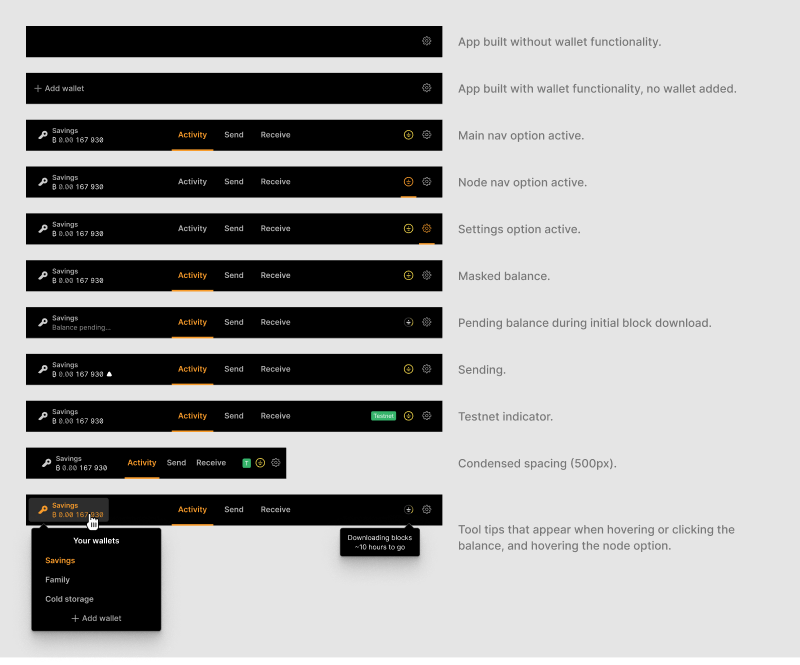 App built without wallet functionality.
+ Add wallet
App built with wallet functionality, no wallet added.
Savings
₿ 0.00 167 930
Activity Send Receive
Main nav option active.
Savings
₿ 0.00 167 930
Activity Send Receive
Node nav option active.
Savings
₿ 0.00 167 930
Activity Send Receive
Settings option active.
Savings
₿ 0.00 167 930
Activity Send Receive
Masked balance.
Savings
Balance pending...
Activity Send Receive
Pending balance during initial block download.
Savings
₿ 0.00 167 930
Activity Send Receive
Sending.
Savings
₿ 0.00 167 930
Activity Send Receive
Testnet
Testnet indicator.
Savings
₿ 0.00 167 930
Activity Send Receive
T
Condensed spacing (500px).
Savings
₿ 0.00 167 930
Activity Send Receive
Your wallets
Savings
Family
Cold storage
+ Add wallet
Downloading blocks
~10 hours to go
Tool tips that appear when hovering or clicking the
balance, and hovering the node option.